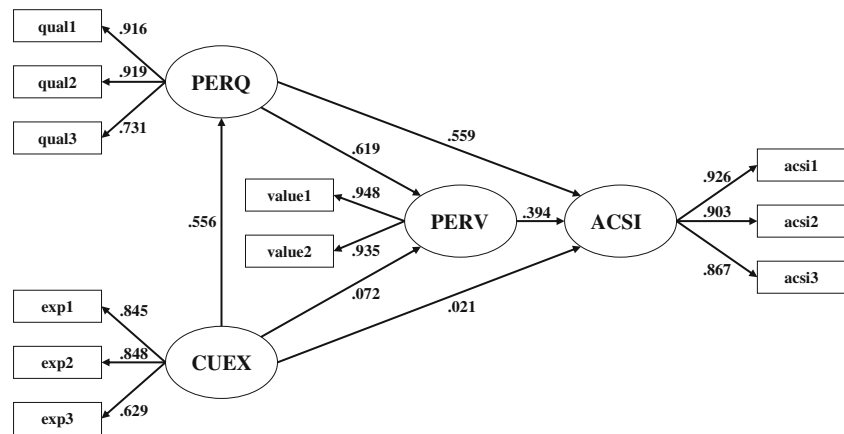 qual1
.916
qual2
.919
qual3
.731
PERQ
.559
.619
value1
.948
value2
.935
PERV
.394
ACSI
.926
acsi1
.903
acsi2
.867
acsi3
.556
.072
.021
exp1
.845
exp2
.848
exp3
.629
CUEX